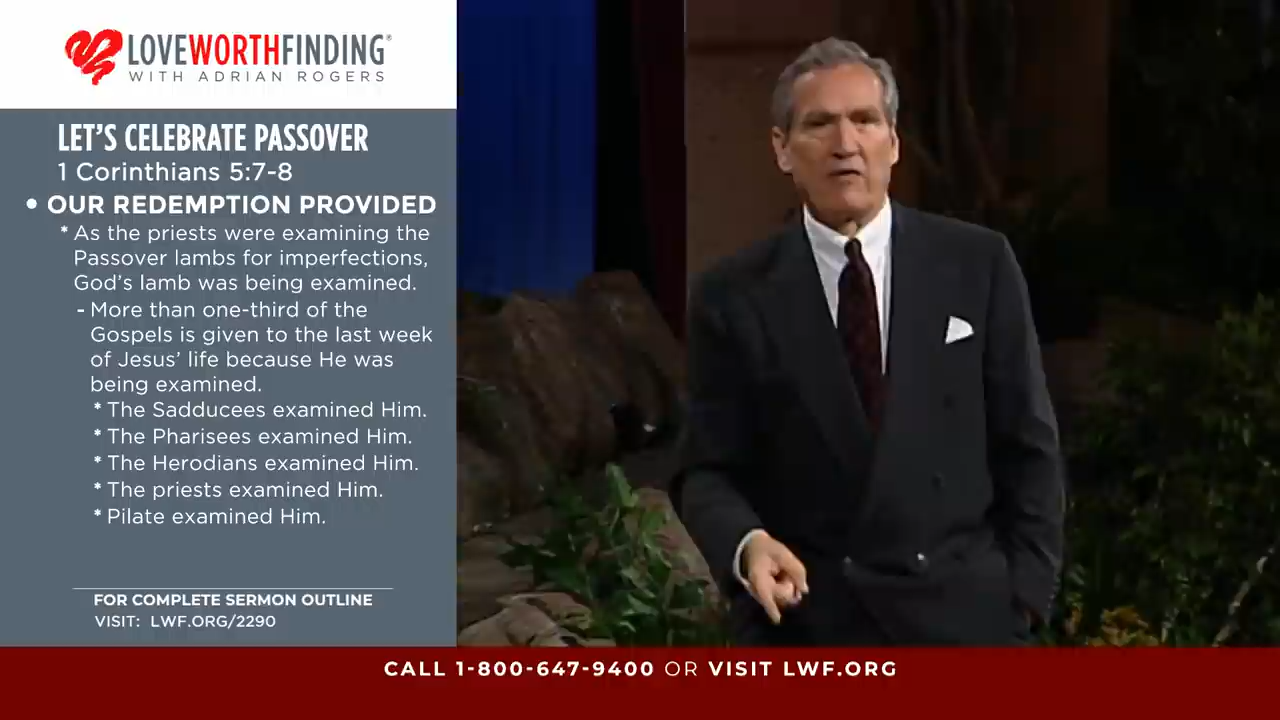 LOVEWORTHFINDING®
WITH ADRIAN ROGERS
LET'S CELEBRATE PASSOVER
1 Corinthians 5:7-8
• OUR REDEMPTION PROVIDED
* As the priests were examining the
Passover lambs for imperfections,
God's lamb was being examined.
- More than one-third of the
Gospels is given to the last week
of Jesus' life because He was
being examined.
* The Sadducees examined Him.
* The Pharisees examined Him.
* The Herodians examined Him.
* The priests examined Him.
* Pilate examined Him.
FOR COMPLETE SERMON OUTLINE
VISIT: LWF.ORG/2290
CALL 1-800-647-9400 OR VISIT LWF.ORG